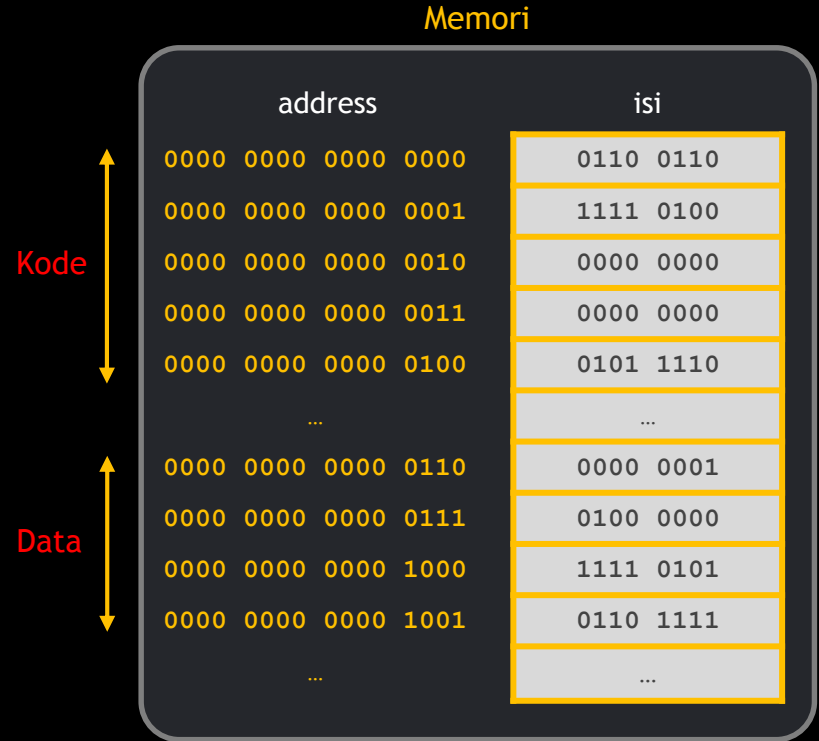 Memori
address isi
0000 0000 0000 0000 0110 0110
0000 0000 0000 0001 1111 0100
Kode 0000 0000 0000 0010 0000 0000
0000 0000 0000 0011 0000 0000
0000 0000 0000 0100 0101 1110
… …
0000 0000 0000 0110 0000 0001
0000 0000 0000 0111 0100 0000
Data
0000 0000 0000 1000 1111 0101
0000 0000 0000 1001 0110 1111
… …